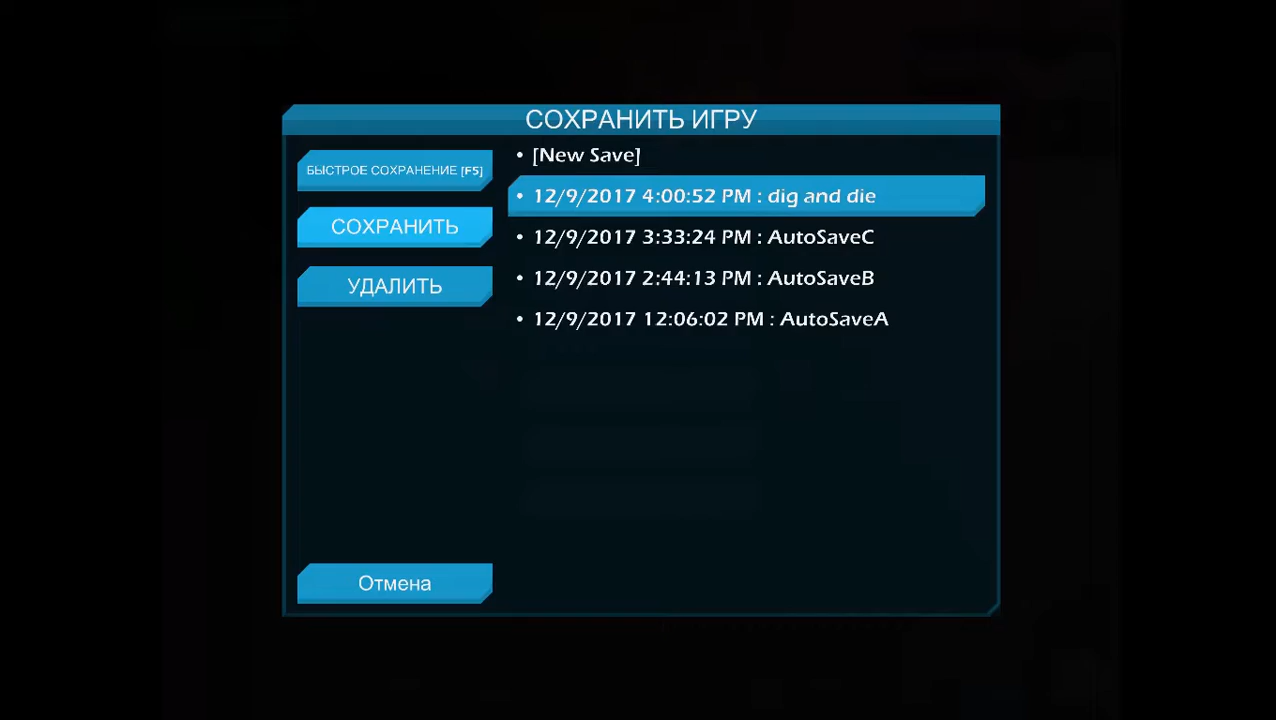 СОХРАНИТЬ ИГРУ
БЫСТРОЕ СОХРАНЕНИЕ [F5]
СОХРАНИТЬ
УДАЛИТЬ
Отмена
• [New Save]
• 12/9/2017 4:00:52 PM : dig and die
• 12/9/2017 3:33:24 PM : AutoSaveC
• 12/9/2017 2:44:13 PM : AutoSaveB
• 12/9/2017 12:06:02 PM : AutoSaveA